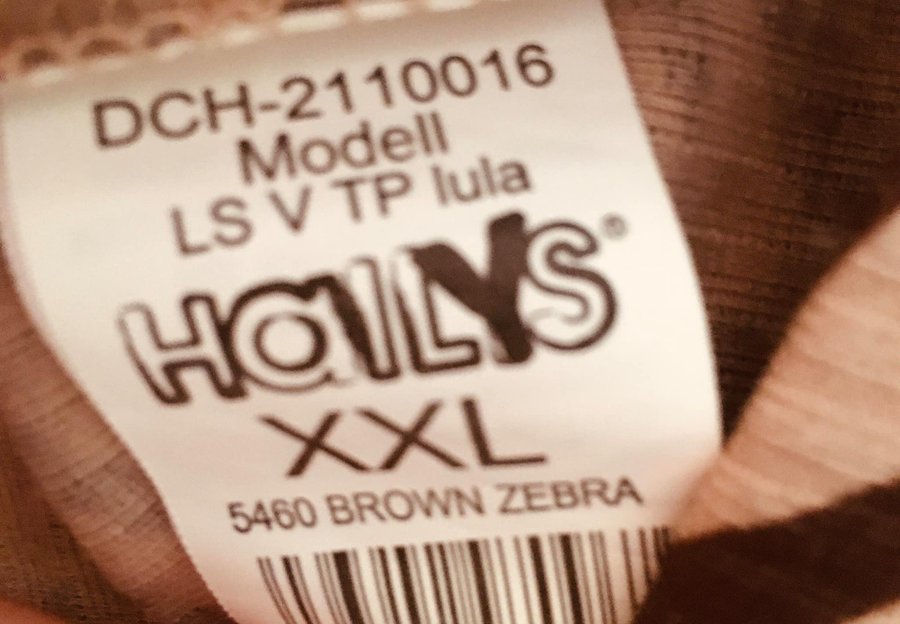 DCH-2110016
Modell
LS V TP lula
HaILYS®
XXL
5460 BROWN ZEBRA